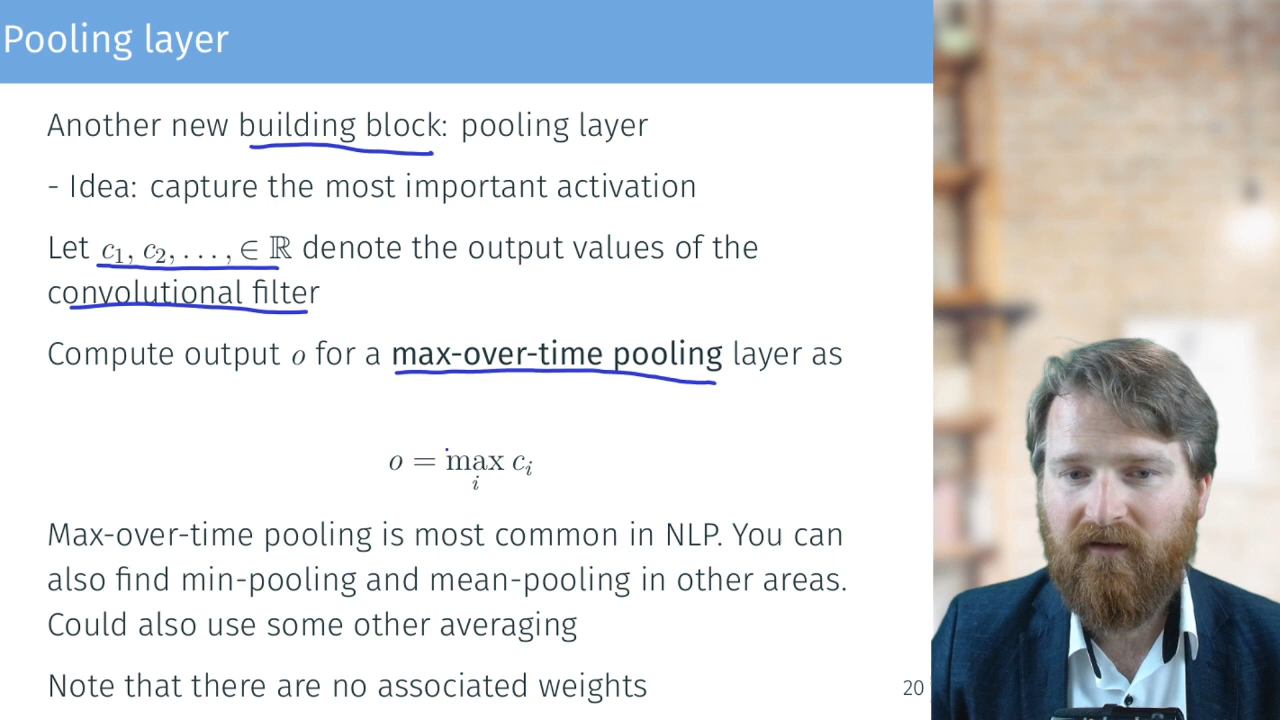 Pooling layer
Another new building block: pooling layer
- Idea: capture the most important activation
Let c₁, c₂, . . . , ∈ ℝ denote the output values of the
convolutional filter
Compute output o for a max-over-time pooling layer as
o = max cᵢ
i
Max-over-time pooling is most common in NLP. You can
also find min-pooling and mean-pooling in other areas.
Could also use some other averaging
Note that there are no associated weights
20